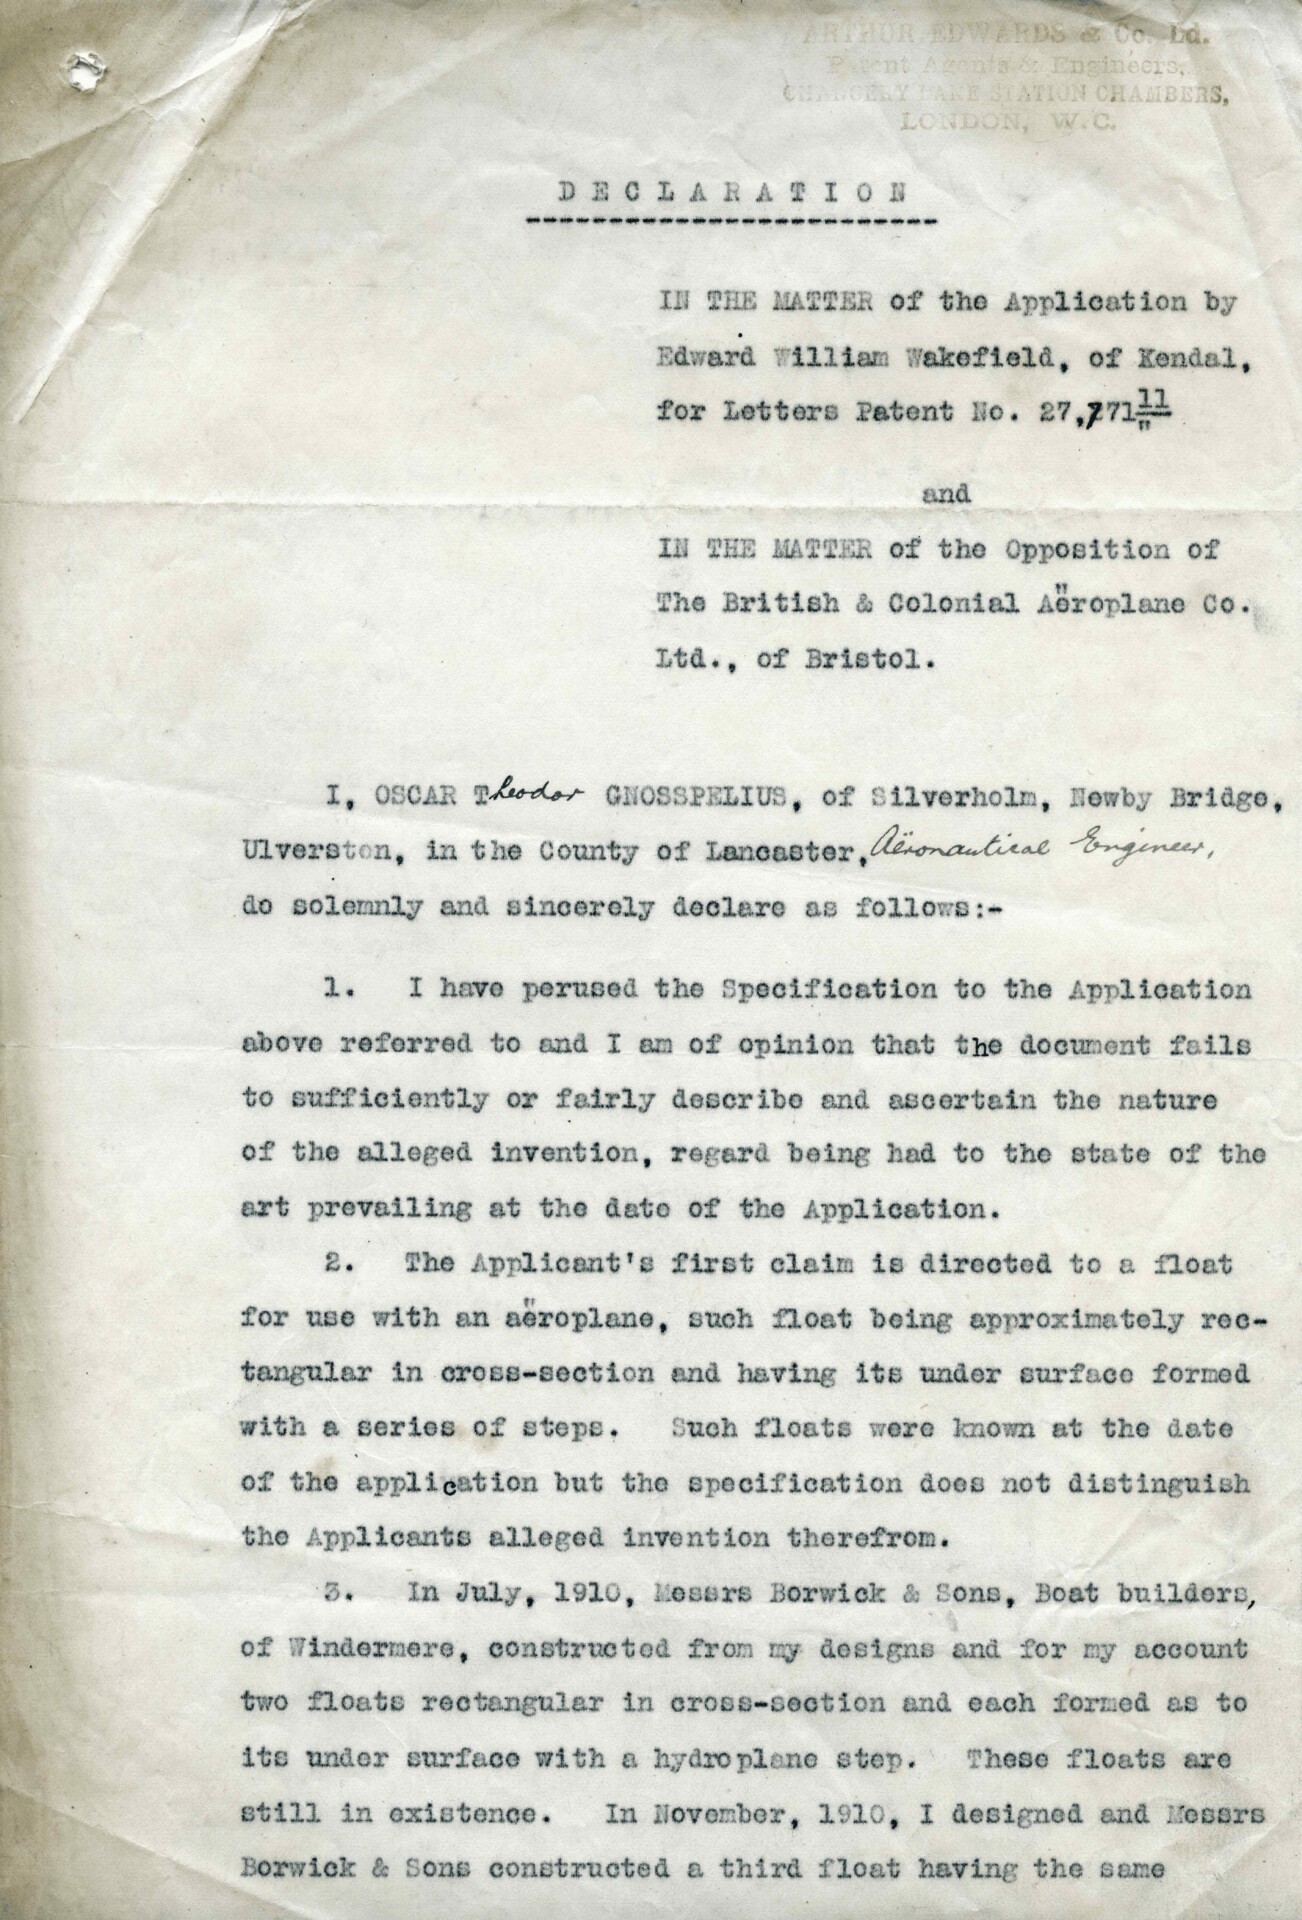 ARTHUR EDWARDS & Co. Ld.
Patent Agents & Engineers,
CHANCERY LANE STATION CHAMBERS,
LONDON, W.C.
DECLARATION
IN THE MATTER of the Application by
Edward William Wakefield, of Kendal,
for Letters Patent No. 27,771 11
and
IN THE MATTER of the Opposition of
The British & Colonial Aëroplane Co.
Ltd., of Bristol.
I, OSCAR Theodor GNOSSPELIUS, of Silverholm, Newby Bridge,
Ulverston, in the County of Lancaster, Aëronautical Engineer,
do solemnly and sincerely declare as follows:-
1. I have perused the Specification to the Application
above referred to and I am of opinion that the document fails
to sufficiently or fairly describe and ascertain the nature
of the alleged invention, regard being had to the state of the
art prevailing at the date of the Application.
2. The Applicant's first claim is directed to a float
for use with an aëroplane, such float being approximately rec-
tangular in cross-section and having its under surface formed
with a series of steps. Such floats were known at the date
of the application but the specification does not distinguish
the Applicants alleged invention therefrom.
3. In July, 1910, Messrs Borwick & Sons, Boat builders,
of Windermere, constructed from my designs and for my account
two floats rectangular in cross-section and each formed as to
its under surface with a hydroplane step. These floats are
still in existence. In November, 1910, I designed and Messrs
Borwick & Sons constructed a third float having the same